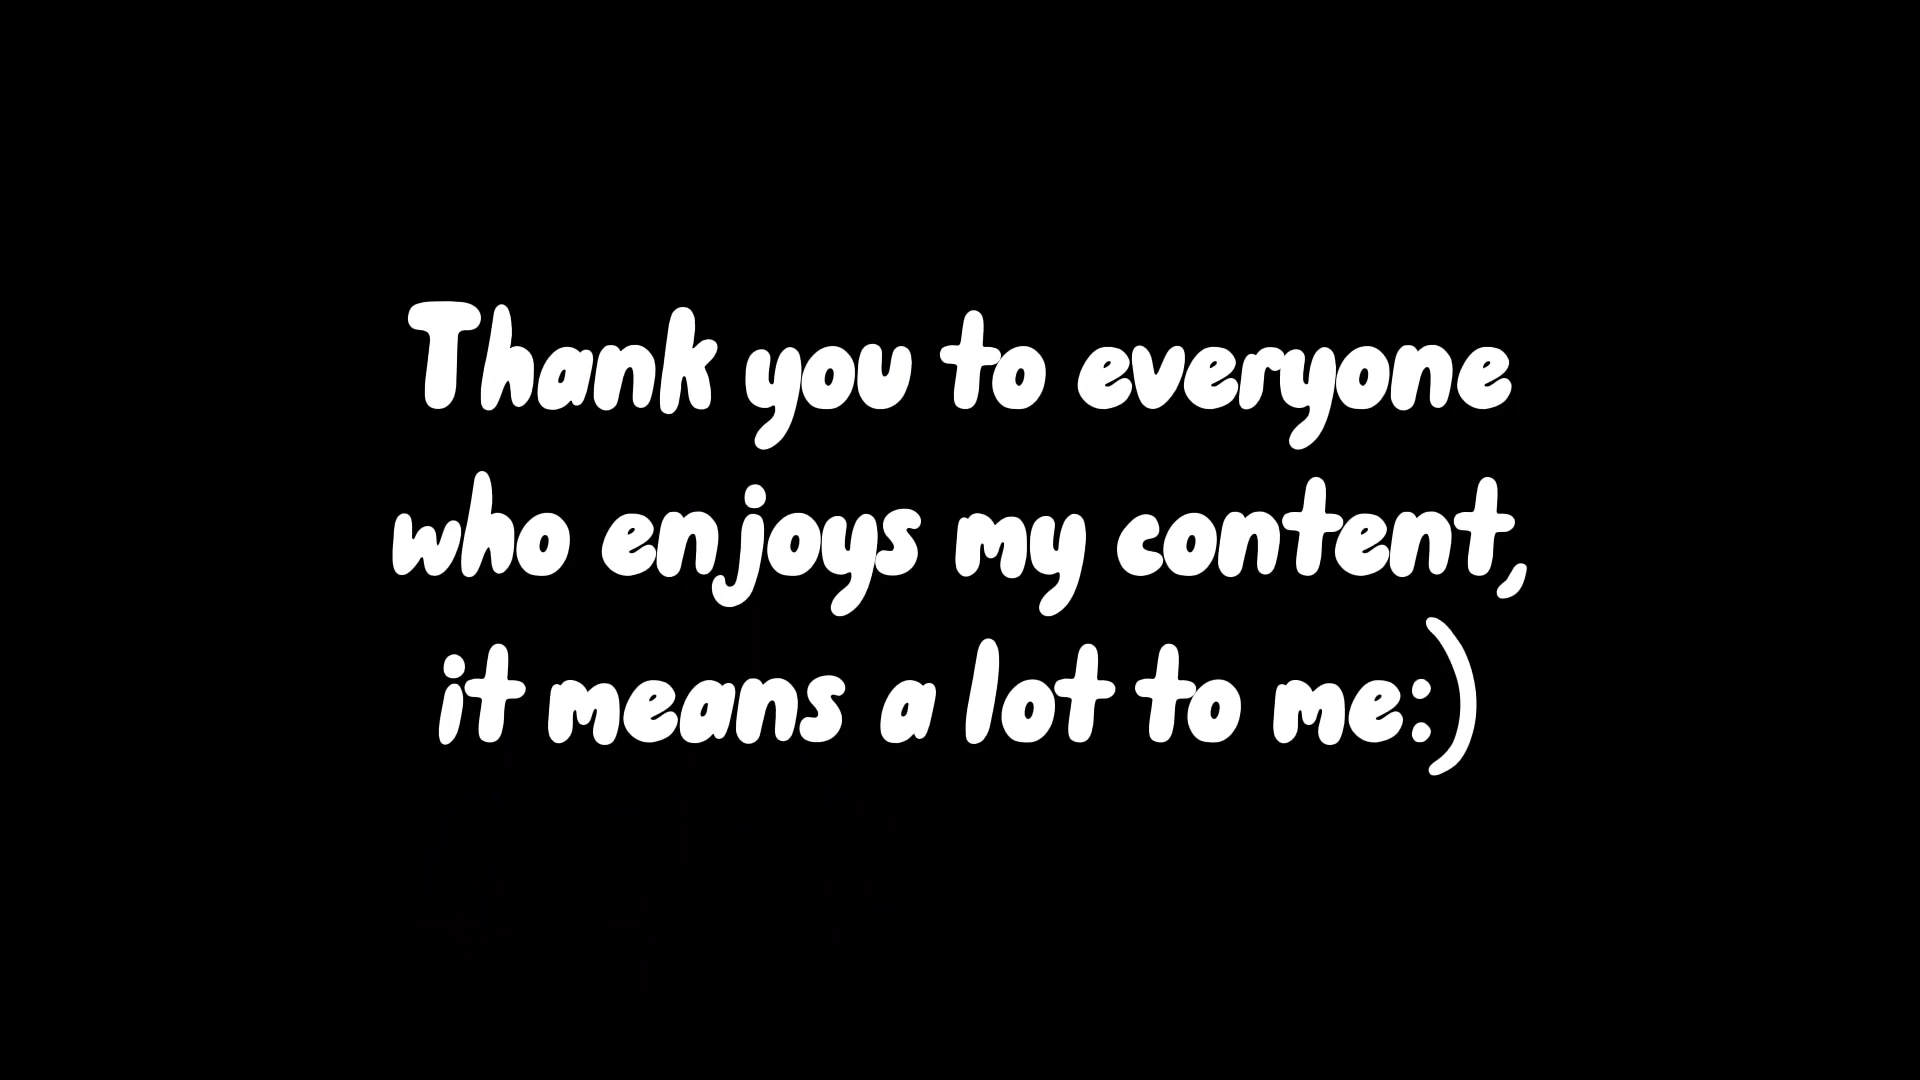 Thank you to everyone
who enjoys my content,
it means a lot to me:)